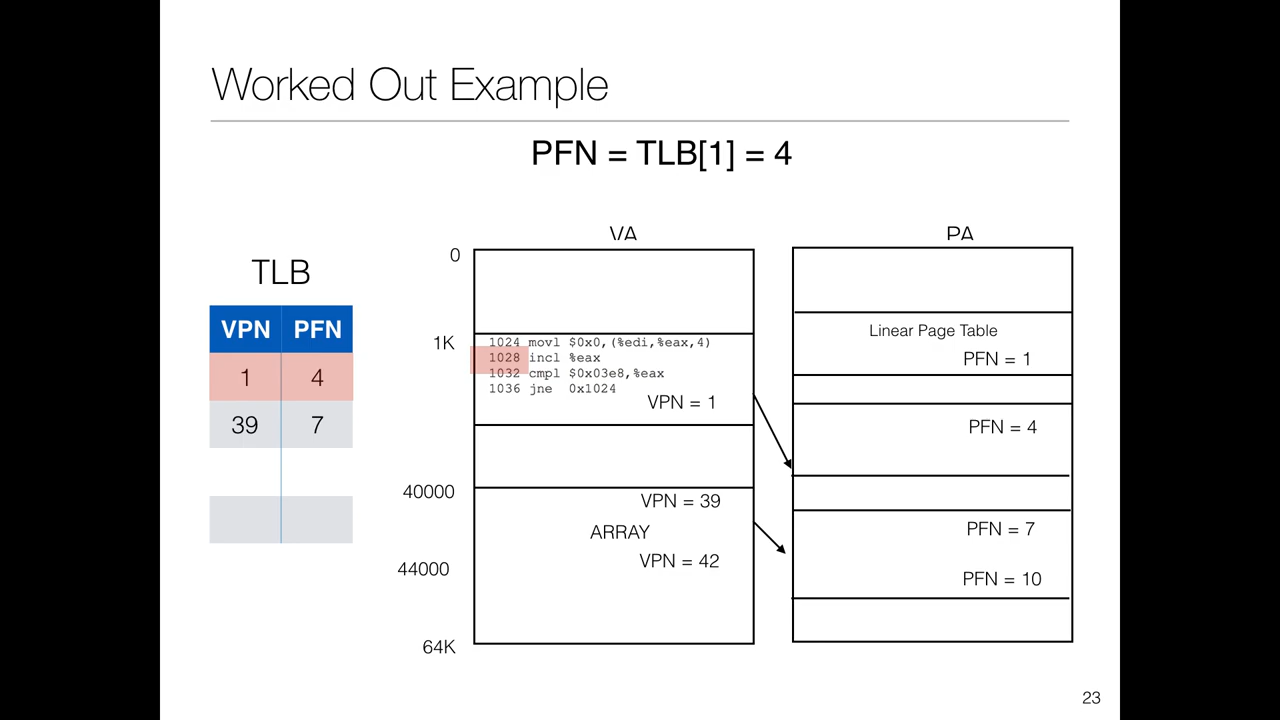 Worked Out Example
PFN = TLB[1] = 4
TLB
VPN PFN
1 4
39 7
VA
0
1K
1024 movl $0x0,(%edi,%eax,4)
1028 incl %eax
1032 cmpl $0x03e8,%eax
1036 jne 0x1024
VPN = 1
40000
VPN = 39
ARRAY
VPN = 42
44000
64K
PA
Linear Page Table
PFN = 1
PFN = 4
PFN = 7
PFN = 10
23